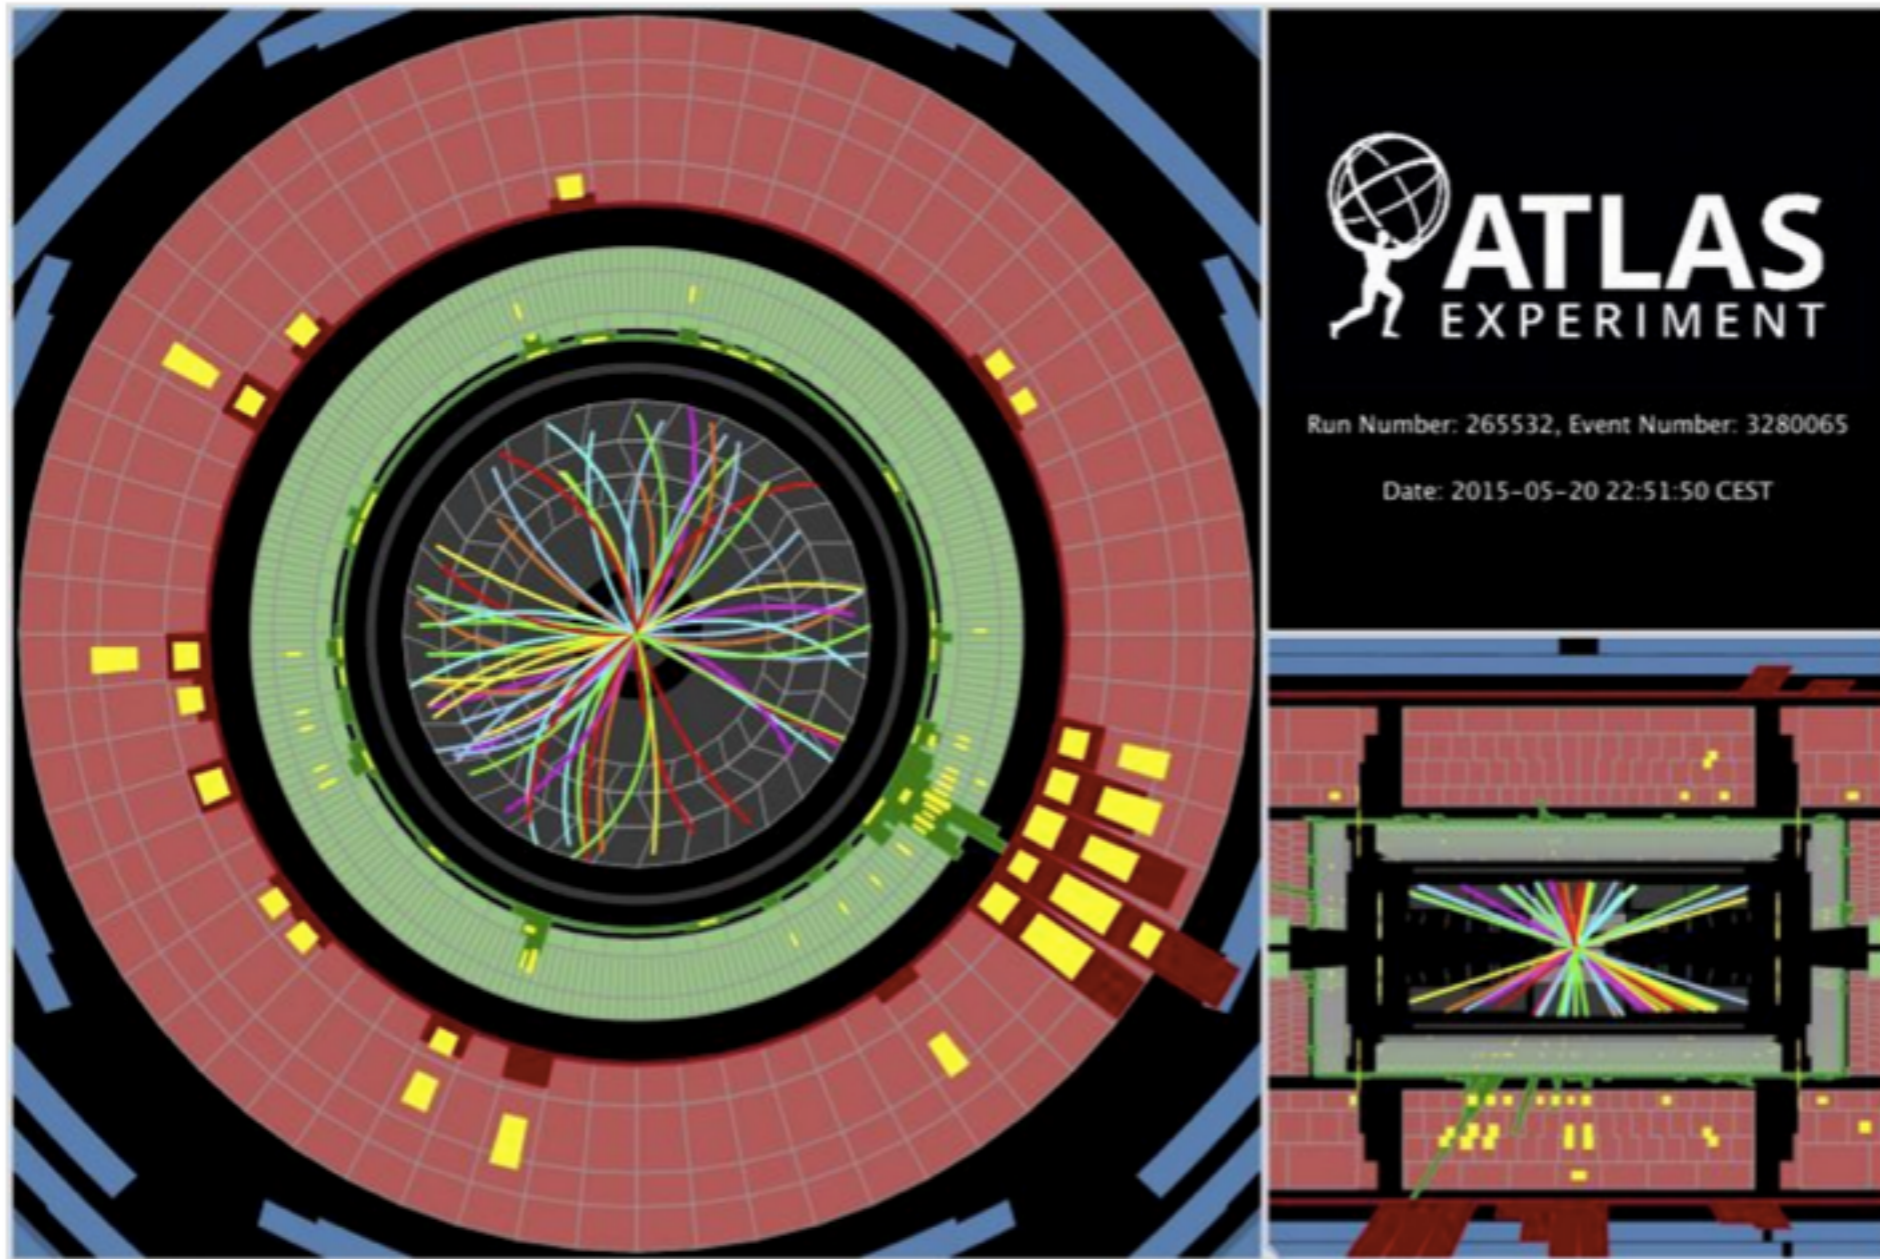 ATLAS
EXPERIMENT
Run Number: 265532, Event Number: 3280065
Date: 2015-05-20 22:51:50 CEST